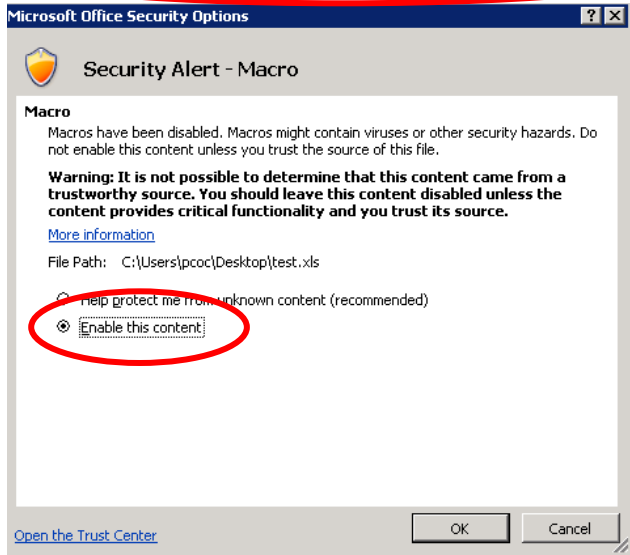 Microsoft Office Security Options
Security Alert - Macro
Macro
Macros have been disabled. Macros might contain viruses or other security hazards. Do
not enable this content unless you trust the source of this file.
Warning: It is not possible to determine that this content came from a
trustworthy source. You should leave this content disabled unless the
content provides critical functionality and you trust its source.
More information
File Path: C:\Users\pcoc\Desktop\test.xls
Help protect me from unknown content (recommended)
Enable this content
Open the Trust Center
OK
Cancel